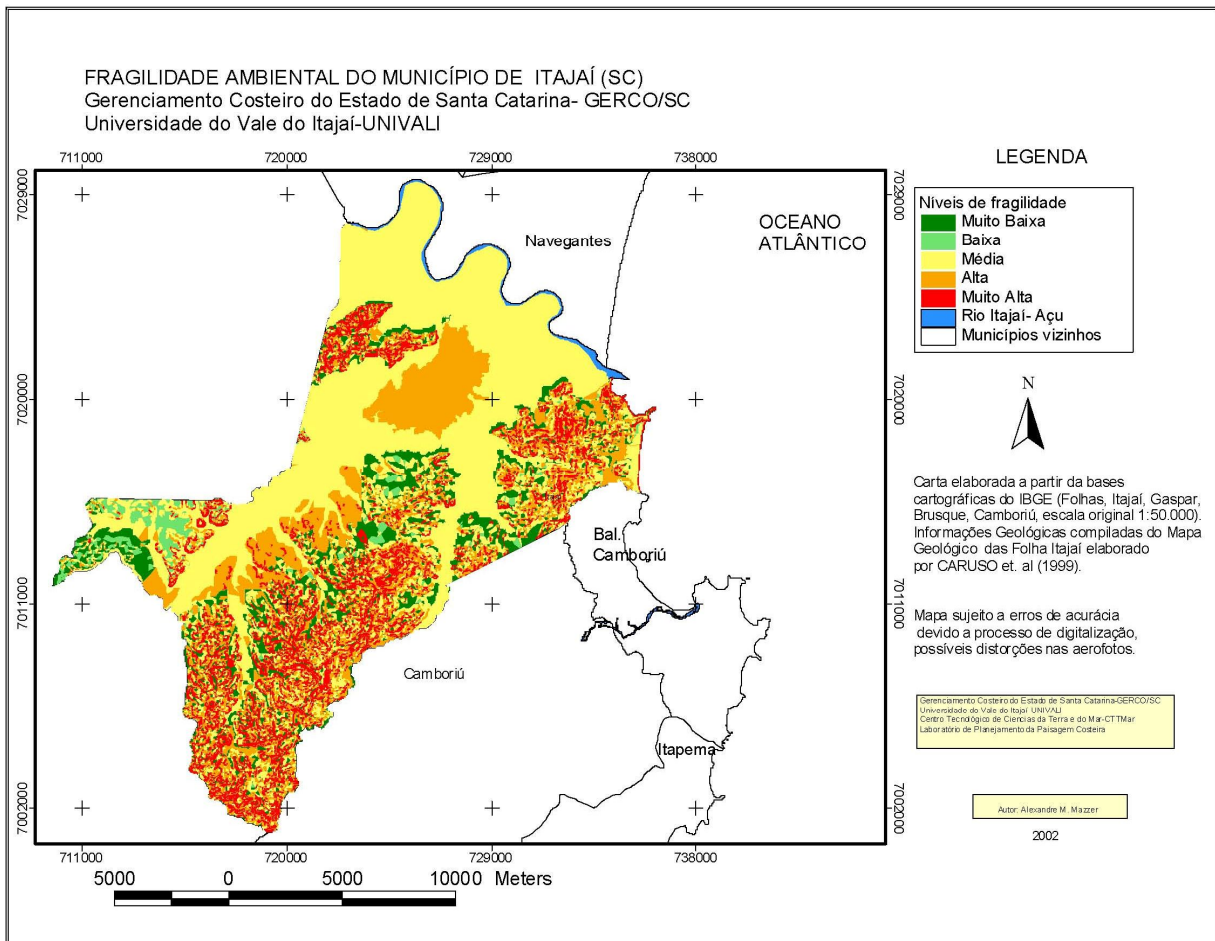 FRAGILIDADE AMBIENTAL DO MUNICÍPIO DE ITAJAÍ (SC)
Gerenciamento Costeiro do Estado de Santa Catarina- GERCO/SC
Universidade do Vale do Itajaí-UNIVALI
711000
720000
729000
738000
7029000
7020000
7011000
7002000
7029000
7020000
7011000
7002000
OCEANO
ATLÂNTICO
Navegantes
Bal.
Camboriú
Camboriú
Itapema
711000
720000
729000
738000
5000 0 5000 10000 Meters
LEGENDA
Níveis de fragilidade
Muito Baixa
Baixa
Média
Alta
Muito Alta
Rio Itajaí- Açu
Municípios vizinhos
N
Carta elaborada a partir da bases
cartográficas do IBGE (Folhas, Itajaí, Gaspar,
Brusque, Camboriú, escala original 1:50.000).
Informações Geológicas compiladas do Mapa
Geológico das Folha Itajaí elaborado
por CARUSO et. al (1999).
Mapa sujeito a erros de acurácia
devido a processo de digitalização,
possíveis distorções nas aerofotos.
Gerenciamento Costeiro do Estado de Santa Catarina-GERCO/SC
Universidade do Vale do Itajaí UNIVALI
Centro Tecnológico de Ciencias da Terra e do Mar-CTTMar
Laboratório de Planejamento da Paisagem Costeira
Autor: Alexandre M. Mazzer
2002